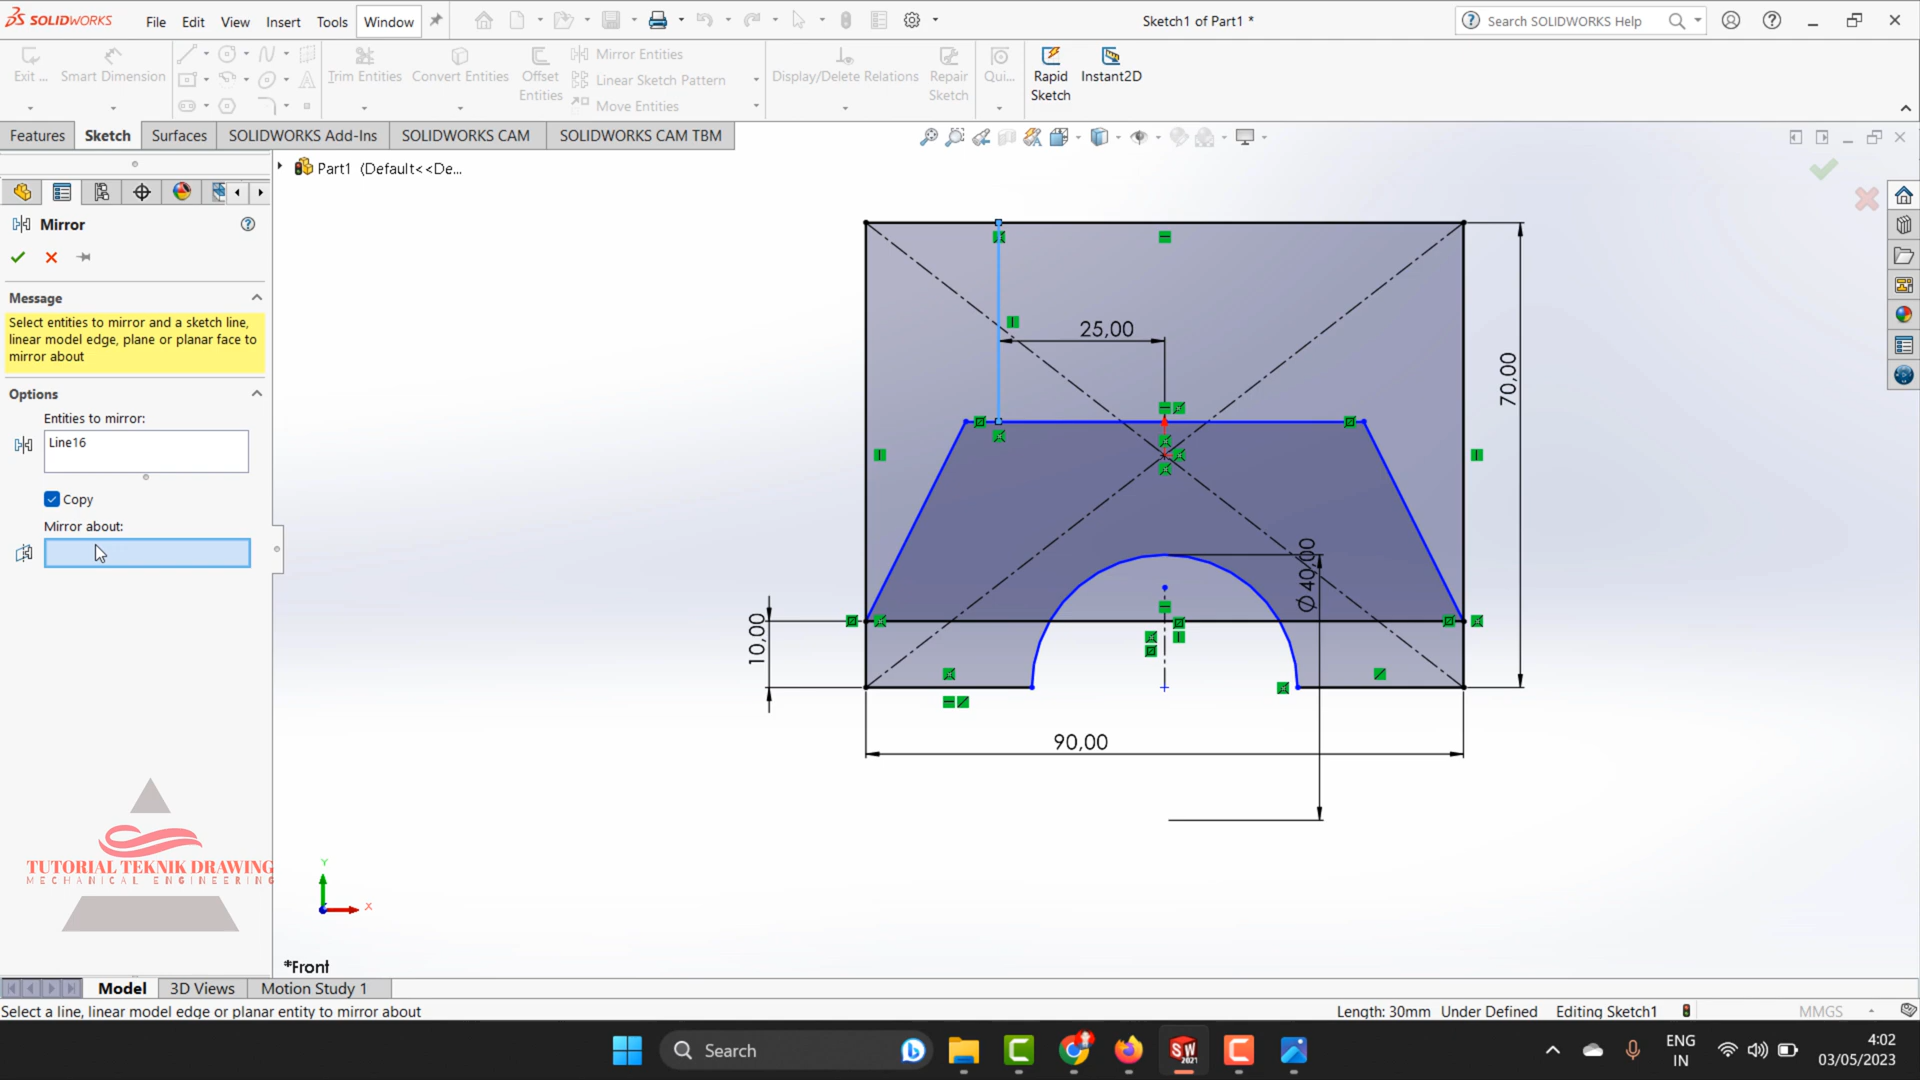 SOLIDWORKS File Edit View Insert Tools Window Sketch1 of Part1 * Search SOLIDWORKS Help
Exit ... Smart Dimension Trim Entities Convert Entities Offset Entities Mirror Entities Linear Sketch Pattern Move Entities Display/Delete Relations Repair Sketch Qui... Rapid Sketch Instant2D
Features Sketch Surfaces SOLIDWORKS Add-Ins SOLIDWORKS CAM SOLIDWORKS CAM TBM
Part1 (Default<<De...
Mirror
Message
Select entities to mirror and a sketch line,
linear model edge, plane or planar face to
mirror about
Options
Entities to mirror:
Line16
Copy
Mirror about:
25,00
70,00
Ø 40,00
10,00
90,00
TUTORIAL TEKNIK DRAWING
MECHANICAL ENGINEERING
Y
X
*Front
Model 3D Views Motion Study 1
Select a line, linear model edge or planar entity to mirror about Length: 30mm Under Defined Editing Sketch1 MMGS
Search SW 2021 ENG IN 4:02 03/05/2023